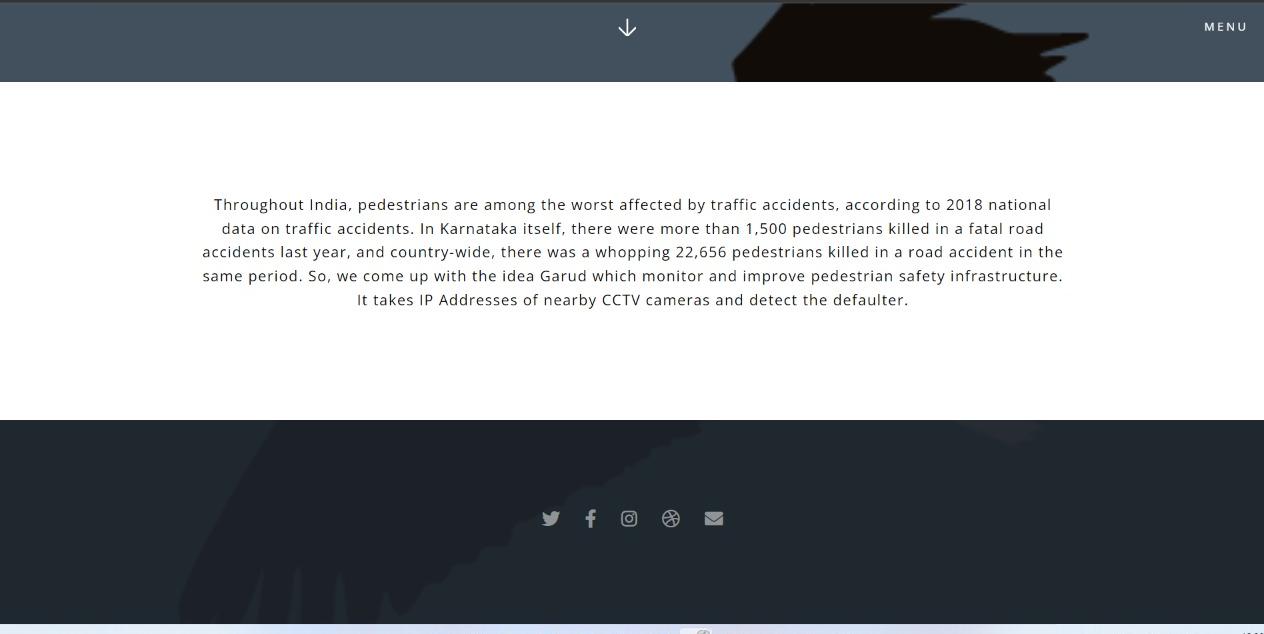 MENU
Throughout India, pedestrians are among the worst affected by traffic accidents, according to 2018 national
data on traffic accidents. In Karnataka itself, there were more than 1,500 pedestrians killed in a fatal road
accidents last year, and country-wide, there was a whopping 22,656 pedestrians killed in a road accident in the
same period. So, we come up with the idea Garud which monitor and improve pedestrian safety infrastructure.
It takes IP Addresses of nearby CCTV cameras and detect the defaulter.